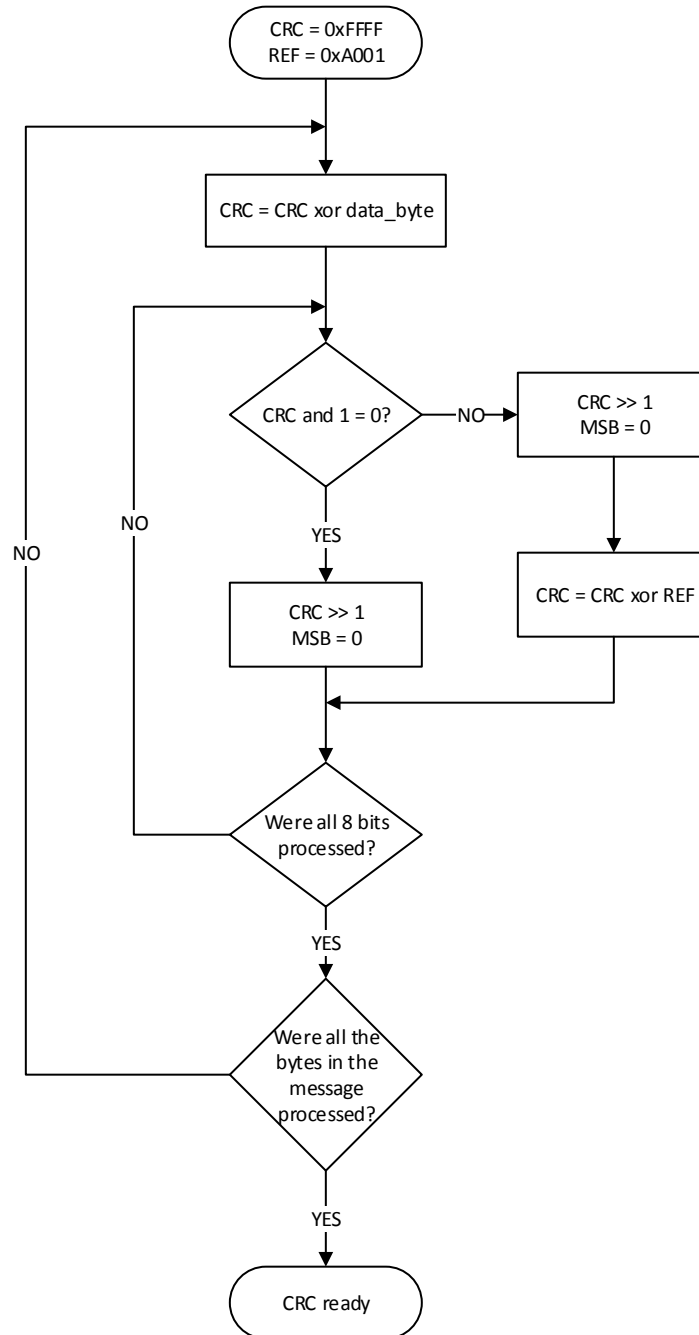 CRC = 0xFFFF
REF = 0xA001
CRC = CRC xor data_byte
CRC and 1 = 0?
NO
CRC >> 1
MSB = 0
YES
NO
NO
CRC >> 1
MSB = 0
CRC = CRC xor REF
Were all 8 bits
processed?
YES
Were all the
bytes in the
message
processed?
YES
CRC ready